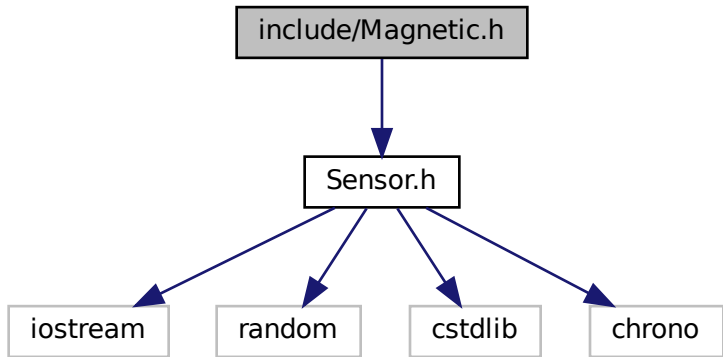 include/Magnetic.h
Sensor.h
iostream
random
cstdlib
chrono